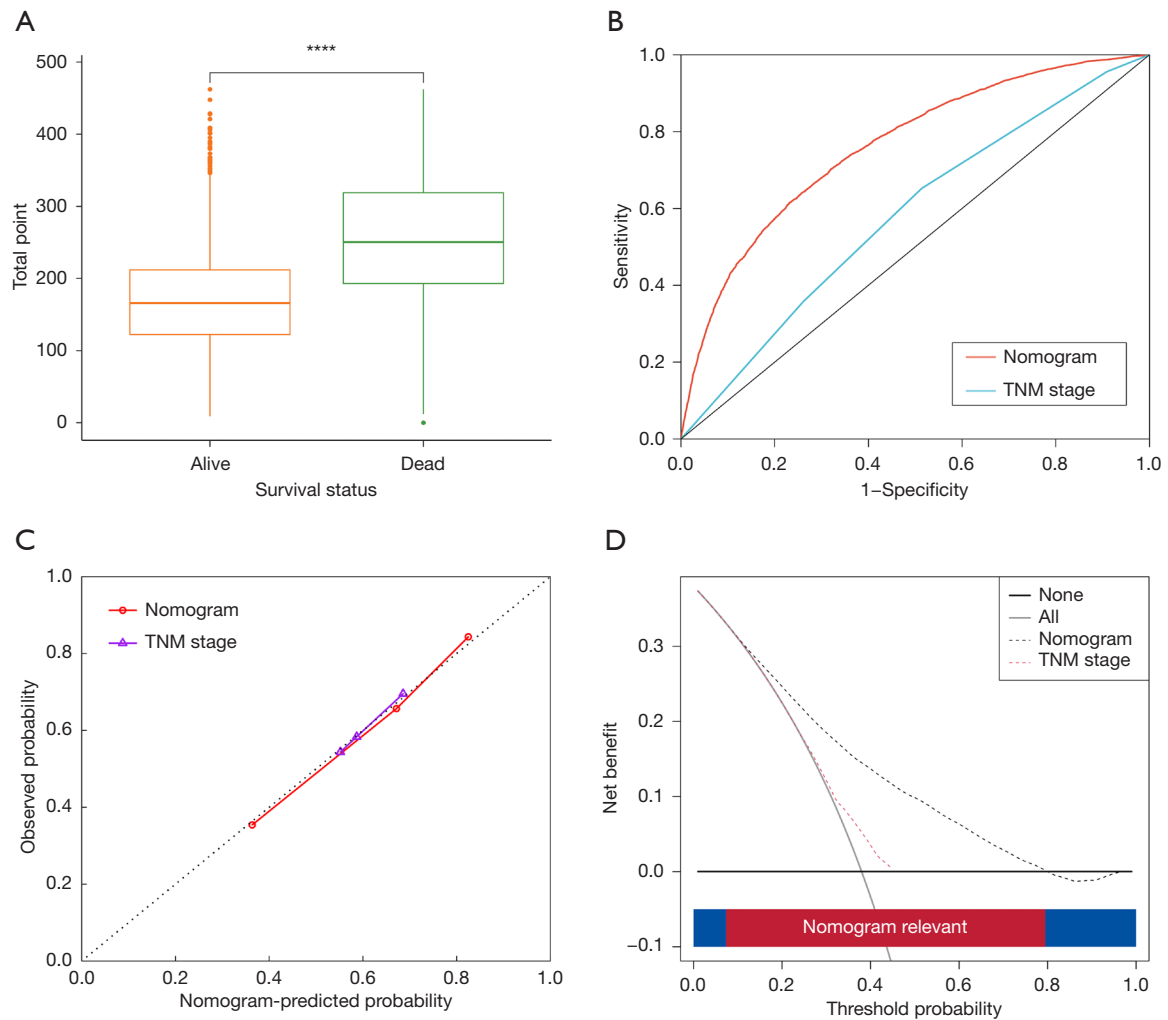 A
****
500
400
300
200
100
0
Total point
Alive
Dead
Survival status
B
1.0
0.8
0.6
0.4
0.2
0.0
Sensitivity
Nomogram
TNM stage
0.0 0.2 0.4 0.6 0.8 1.0
1−Specificity
C
1.0
0.8
0.6
0.4
0.2
0.0
Observed probability
Nomogram
TNM stage
0.0 0.2 0.4 0.6 0.8 1.0
Nomogram-predicted probability
D
0.3
0.2
0.1
0.0
−0.1
Net benefit
None
All
Nomogram
TNM stage
Nomogram relevant
0.0 0.2 0.4 0.6 0.8 1.0
Threshold probability